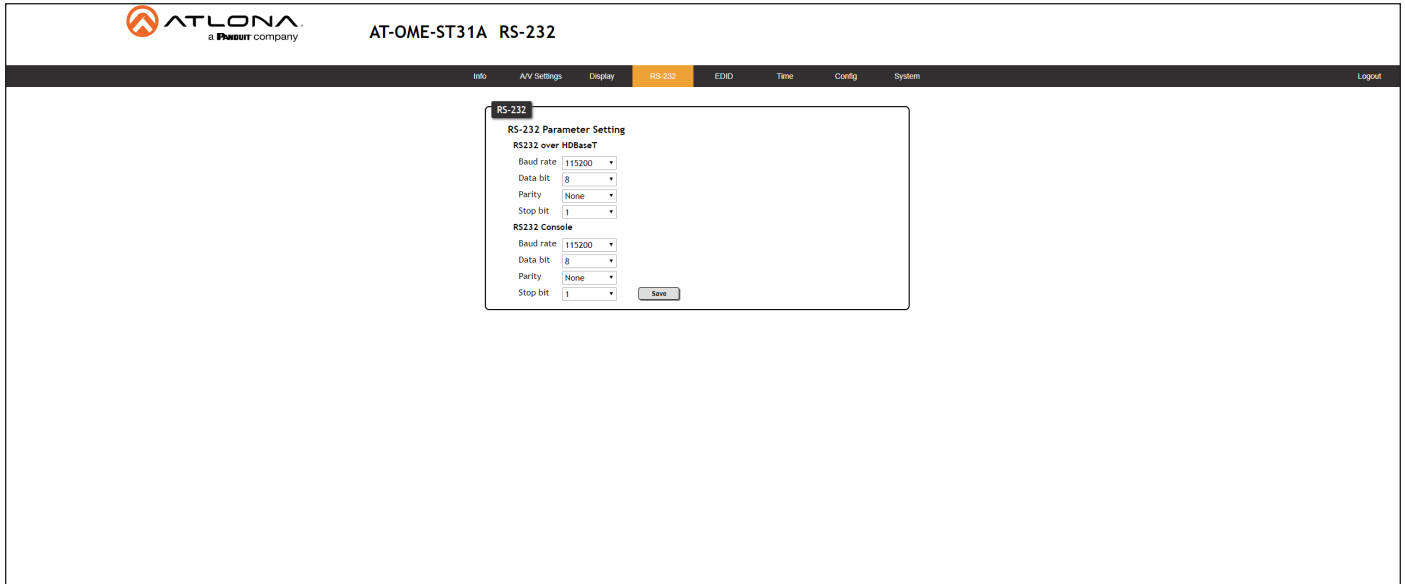 ATLONA.
a PANDUIT company
AT-OME-ST31A RS-232
Info A/V Settings Display RS-232 EDID Time Config System Logout
RS-232
RS-232 Parameter Setting
RS232 over HDBaseT
Baud rate 115200
Data bit 8
Parity None
Stop bit 1
RS232 Console
Baud rate 115200
Data bit 8
Parity None
Stop bit 1 Save